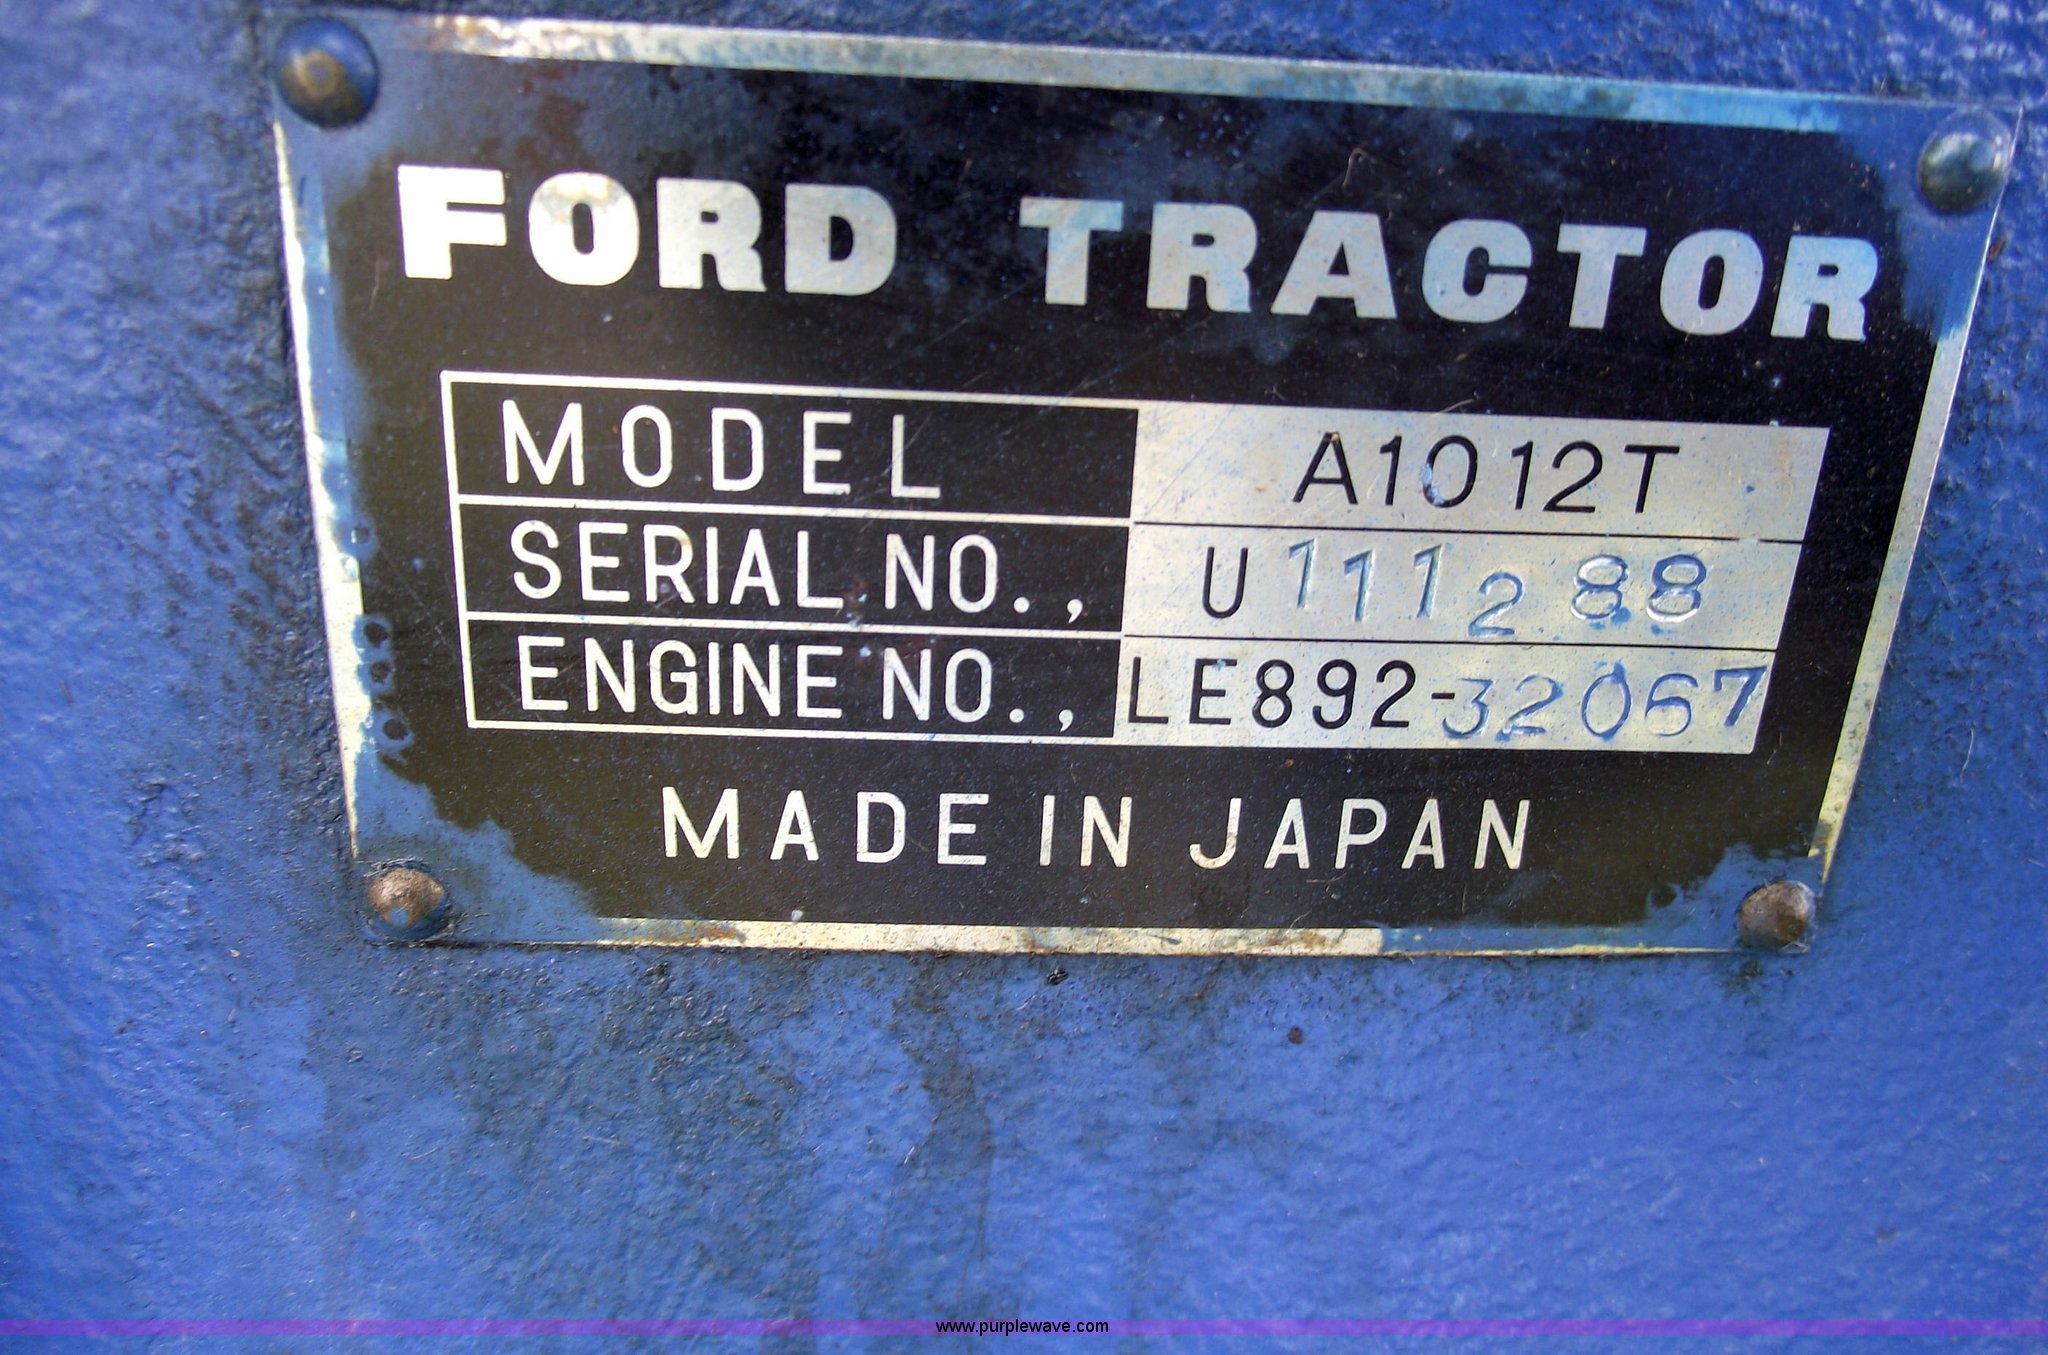 FORD TRACTOR
MODEL A1012T
SERIAL NO., U111288
ENGINE NO., LE892-32067
MADE IN JAPAN
www.purplewave.com